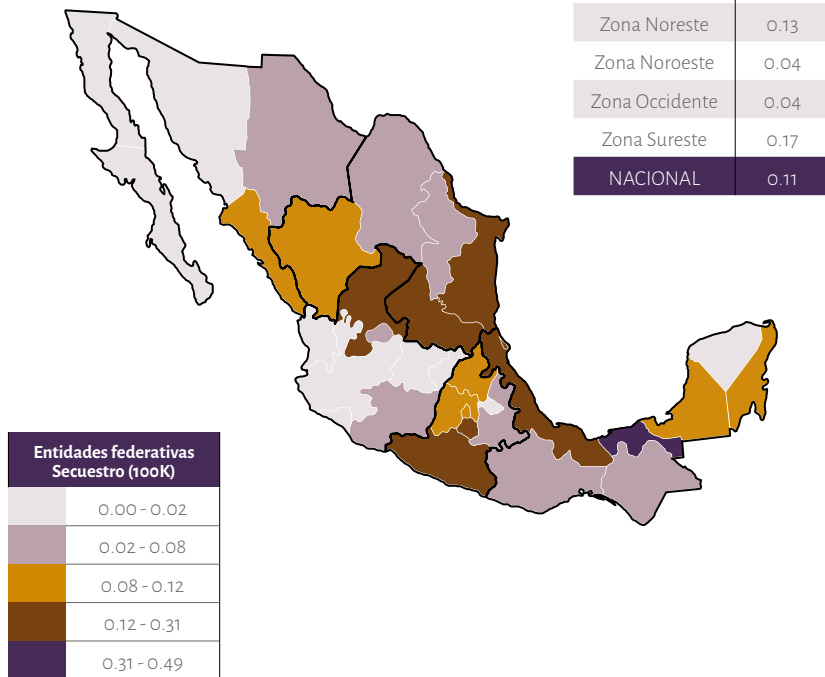 Zona Noreste 0.13
Zona Noroeste 0.04
Zona Occidente 0.04
Zona Sureste 0.17
NACIONAL 0.11
Entidades federativas
Secuestro (100K)
0.00 - 0.02
0.02 - 0.08
0.08 - 0.12
0.12 - 0.31
0.31 - 0.49